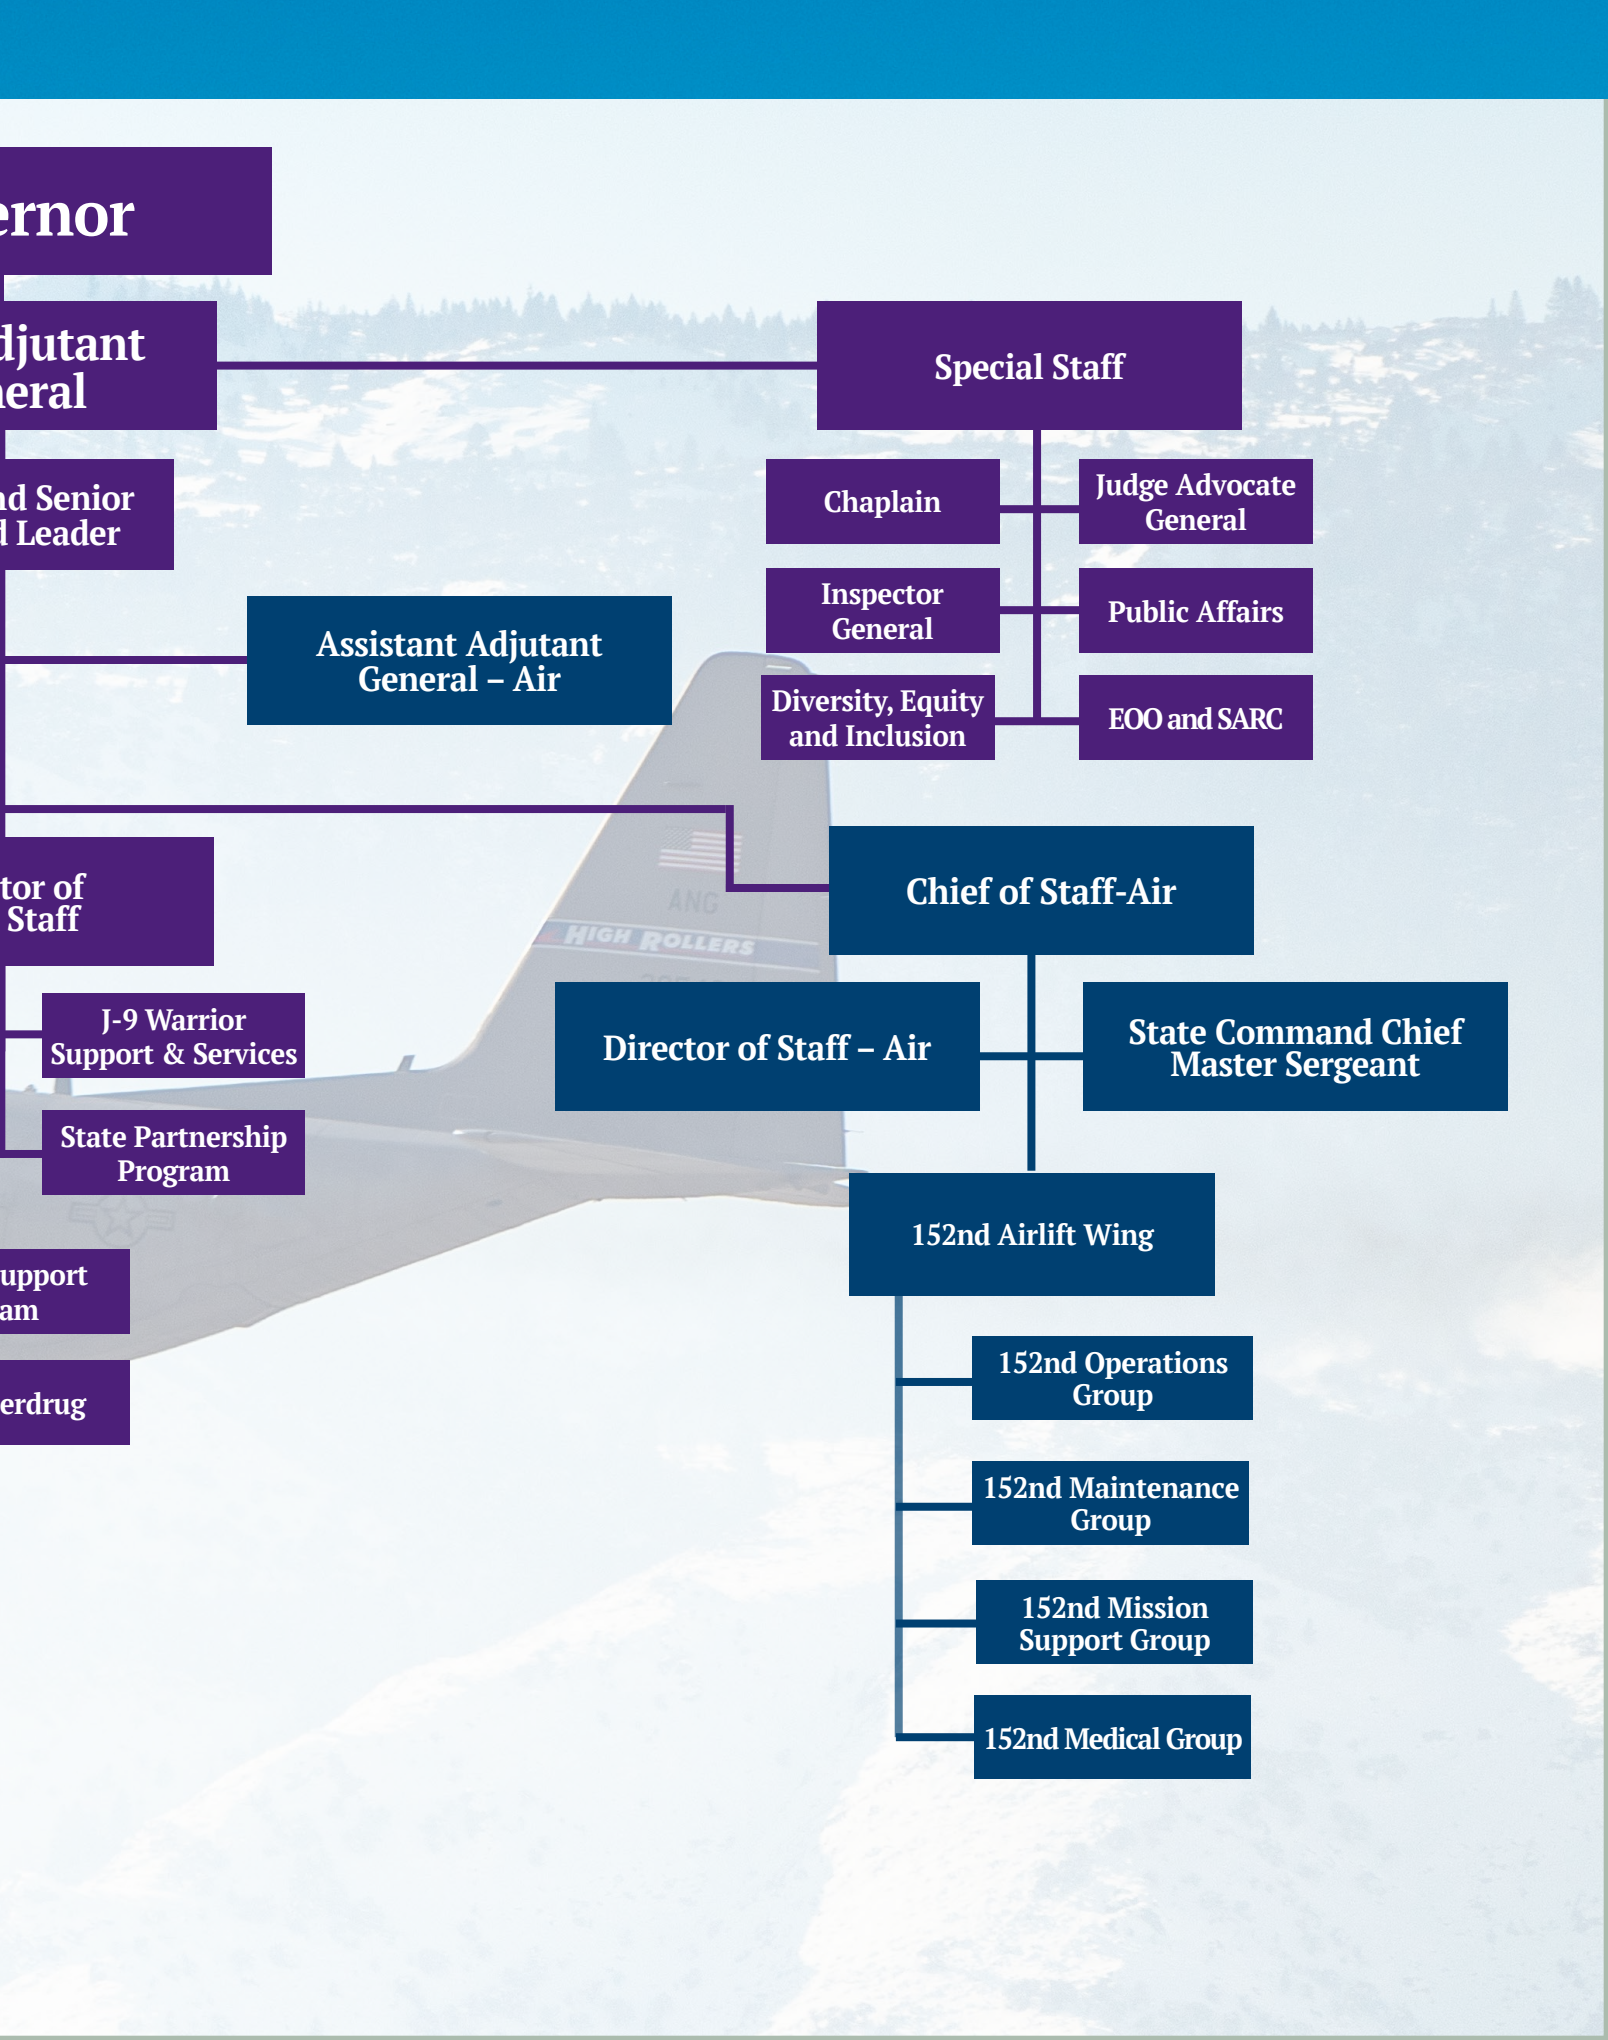 ernor
djutant
eral
Special Staff
nd Senior
d Leader
Chaplain
Judge Advocate
General
Inspector
General
Public Affairs
Assistant Adjutant
General – Air
Diversity, Equity
and Inclusion
EOO and SARC
tor of
Staff
Chief of Staff-Air
ANG
HIGH ROLLERS
J-9 Warrior
Support & Services
Director of Staff – Air
State Command Chief
Master Sergeant
State Partnership
Program
152nd Airlift Wing
upport
am
erdrug
152nd Operations
Group
152nd Maintenance
Group
152nd Mission
Support Group
152nd Medical Group